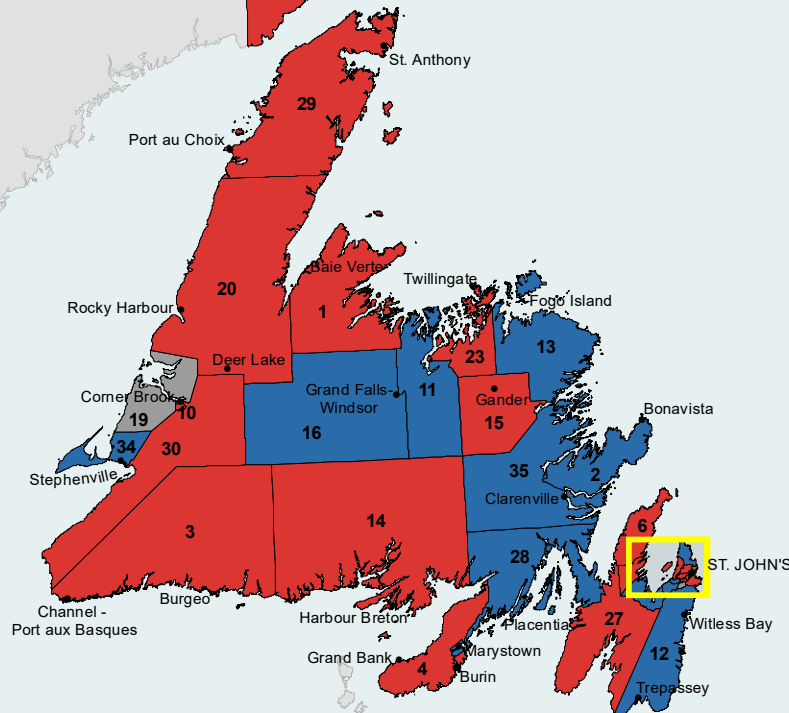 St. Anthony
29
Port au Choix
20
Baie Verte
Twillingate
Fogo Island
Rocky Harbour
1
13
Deer Lake
23
Corner Brook
Grand Falls-
Windsor
11
Gander
10
19
15
Bonavista
16
34
30
35
2
Stephenville
Clarenville
3
14
6
28
ST. JOHN'S
Burgeo
Channel -
Port aux Basques
Harbour Breton
Placentia
27
Witless Bay
Grand Bank
Marystown
12
4
Burin
Trepassey